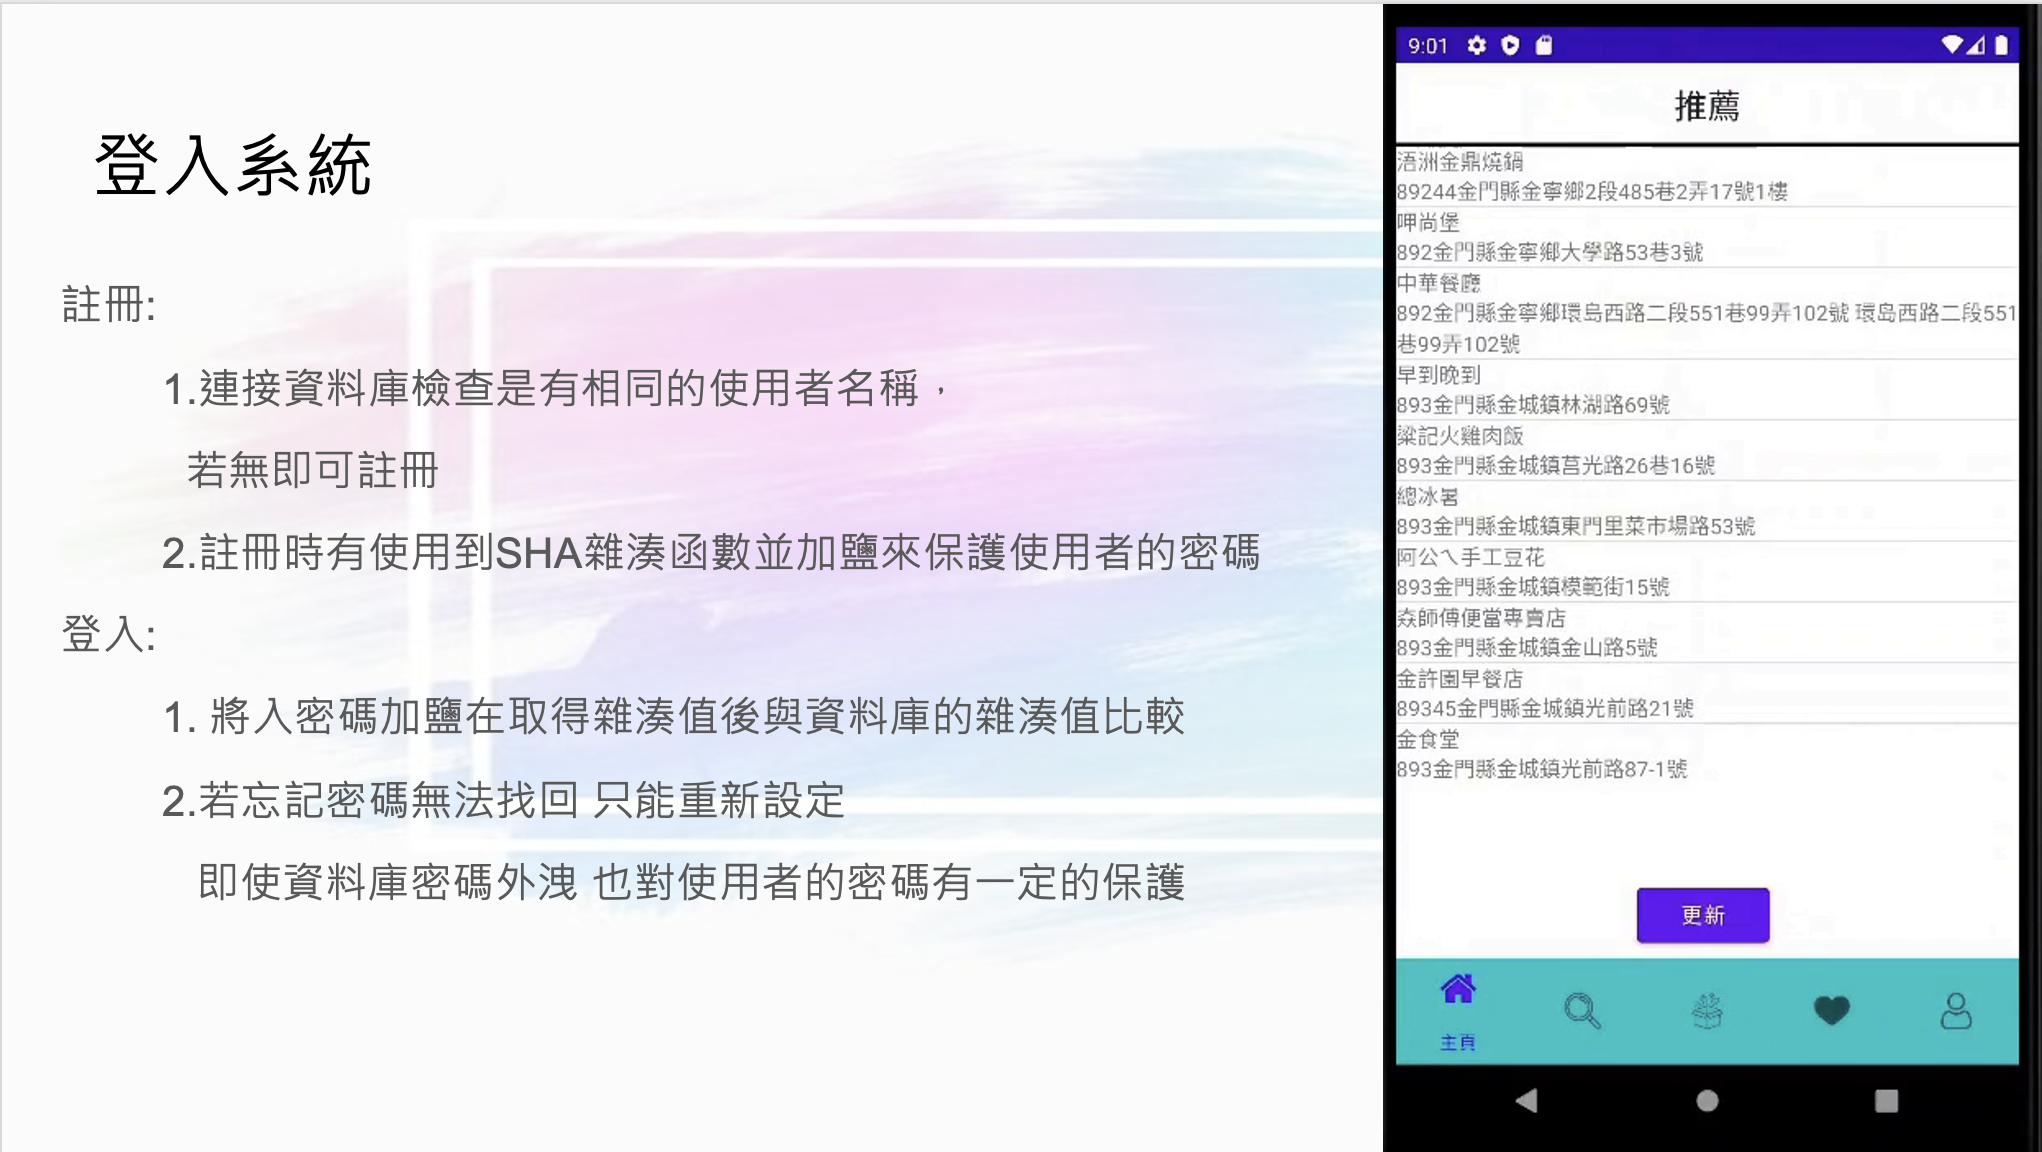 登入系統
註冊:
1.連接資料庫檢查是有相同的使用者名稱，
若無即可註冊
2.註冊時有使用到SHA雜湊函數並加鹽來保護使用者的密碼
登入:
1. 將入密碼加鹽在取得雜湊值後與資料庫的雜湊值比較
2.若忘記密碼無法找回 只能重新設定
即使資料庫密碼外洩 也對使用者的密碼有一定的保護
9:01
推薦
浯洲金鼎燒鍋
89244金門縣金寧鄉2段485巷2弄17號1樓
呷尚堡
892金門縣金寧鄉大學路53巷3號
中華餐廳
892金門縣金寧鄉環島西路二段551巷99弄102號 環島西路二段551
巷99弄102號
早到晚到
893金門縣金城鎮林湖路69號
粱記火雞肉飯
893金門縣金城鎮莒光路26巷16號
總冰暑
893金門縣金城鎮東門里菜市場路53號
阿公ㄟ手工豆花
893金門縣金城鎮模範街15號
猋師傅便當專賣店
893金門縣金城鎮金山路5號
金許園早餐店
89345金門縣金城鎮光前路21號
金食堂
893金門縣金城鎮光前路87-1號
更新
主頁